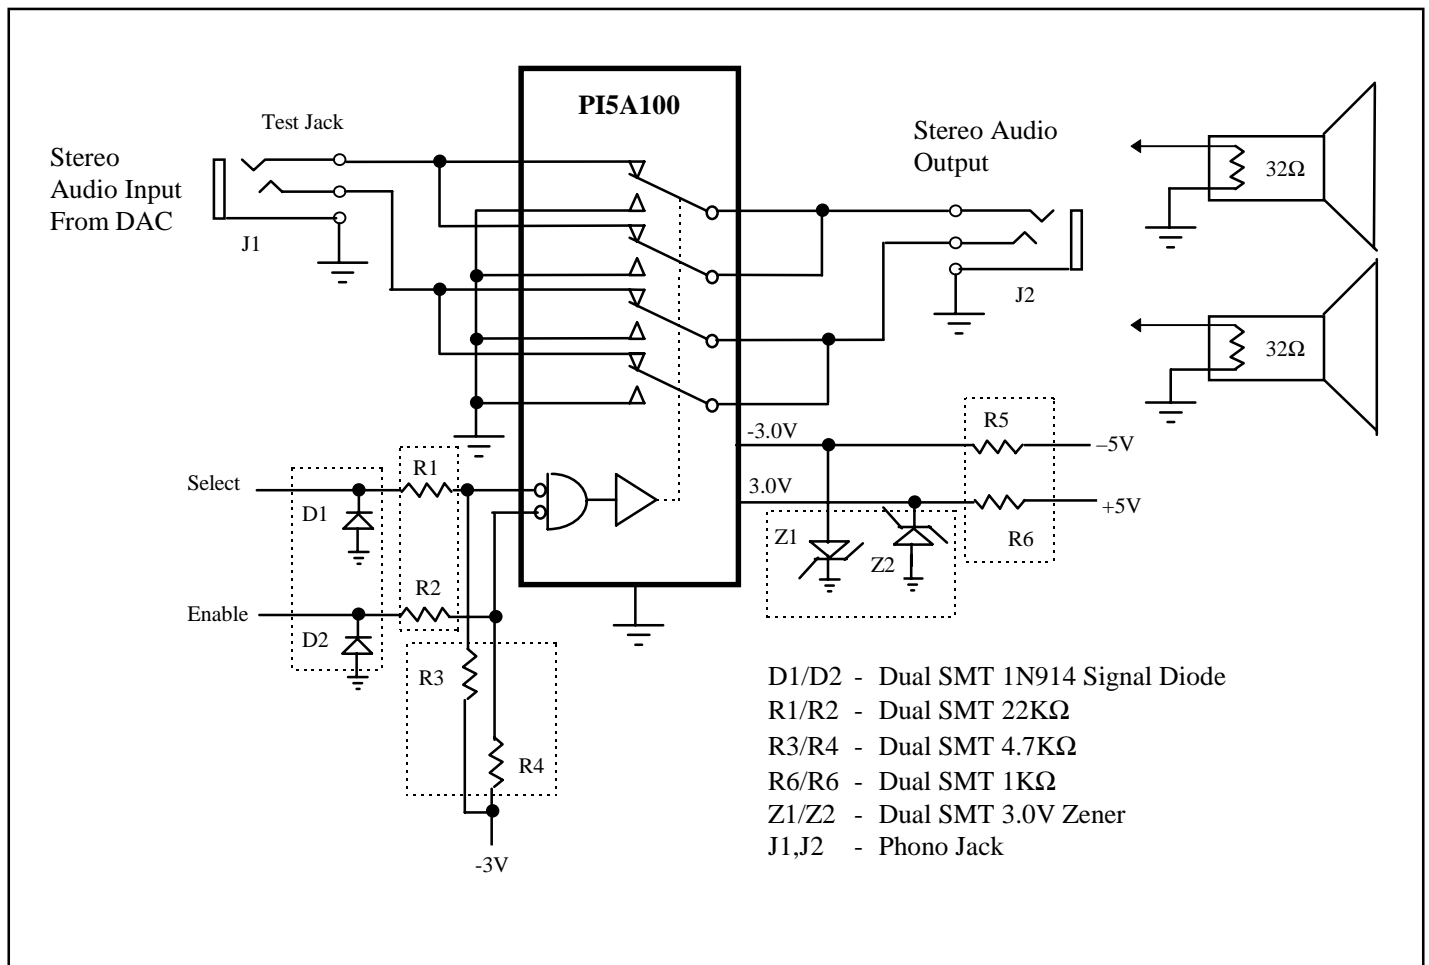 PI5A100
Test Jack
Stereo
Audio Input
From DAC
J1
Stereo Audio
Output
J2
32Ω
32Ω
-3.0V
R5
–5V
3.0V
+5V
R6
Z1
Z2
Select
R1
D1
Enable
R2
D2
R3
R4
-3V
D1/D2 - Dual SMT 1N914 Signal Diode
R1/R2 - Dual SMT 22KΩ
R3/R4 - Dual SMT 4.7KΩ
R6/R6 - Dual SMT 1KΩ
Z1/Z2 - Dual SMT 3.0V Zener
J1,J2 - Phono Jack